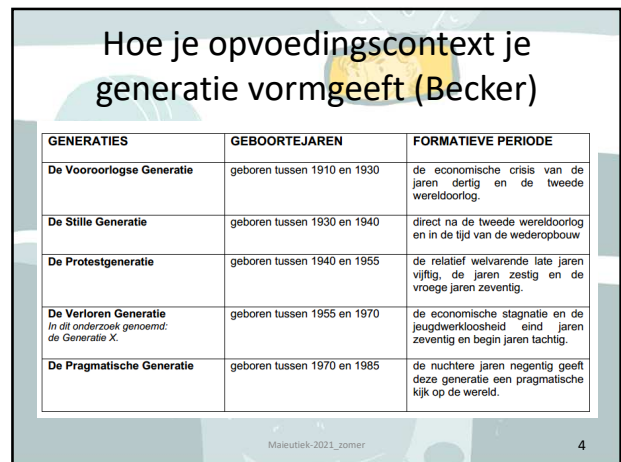 Hoe je opvoedingscontext je
generatie vormgeeft (Becker)
GENERATIES GEBOORTEJAREN FORMATIEVE PERIODE
De Vooroorlogse Generatie geboren tussen 1910 en 1930 de economische crisis van de
jaren dertig en de tweede
wereldoorlog.
De Stille Generatie geboren tussen 1930 en 1940 direct na de tweede wereldoorlog
en in de tijd van de wederopbouw
De Protestgeneratie geboren tussen 1940 en 1955 de relatief welvarende late jaren
vijftig, de jaren zestig en de
vroege jaren zeventig.
De Verloren Generatie geboren tussen 1955 en 1970 de economische stagnatie en de
In dit onderzoek genoemd: jeugdwerkloosheid eind jaren
de Generatie X. zeventig en begin jaren tachtig.
De Pragmatische Generatie geboren tussen 1970 en 1985 de nuchtere jaren negentig geeft
deze generatie een pragmatische
kijk op de wereld.
Maieutiek-2021_zomer 4